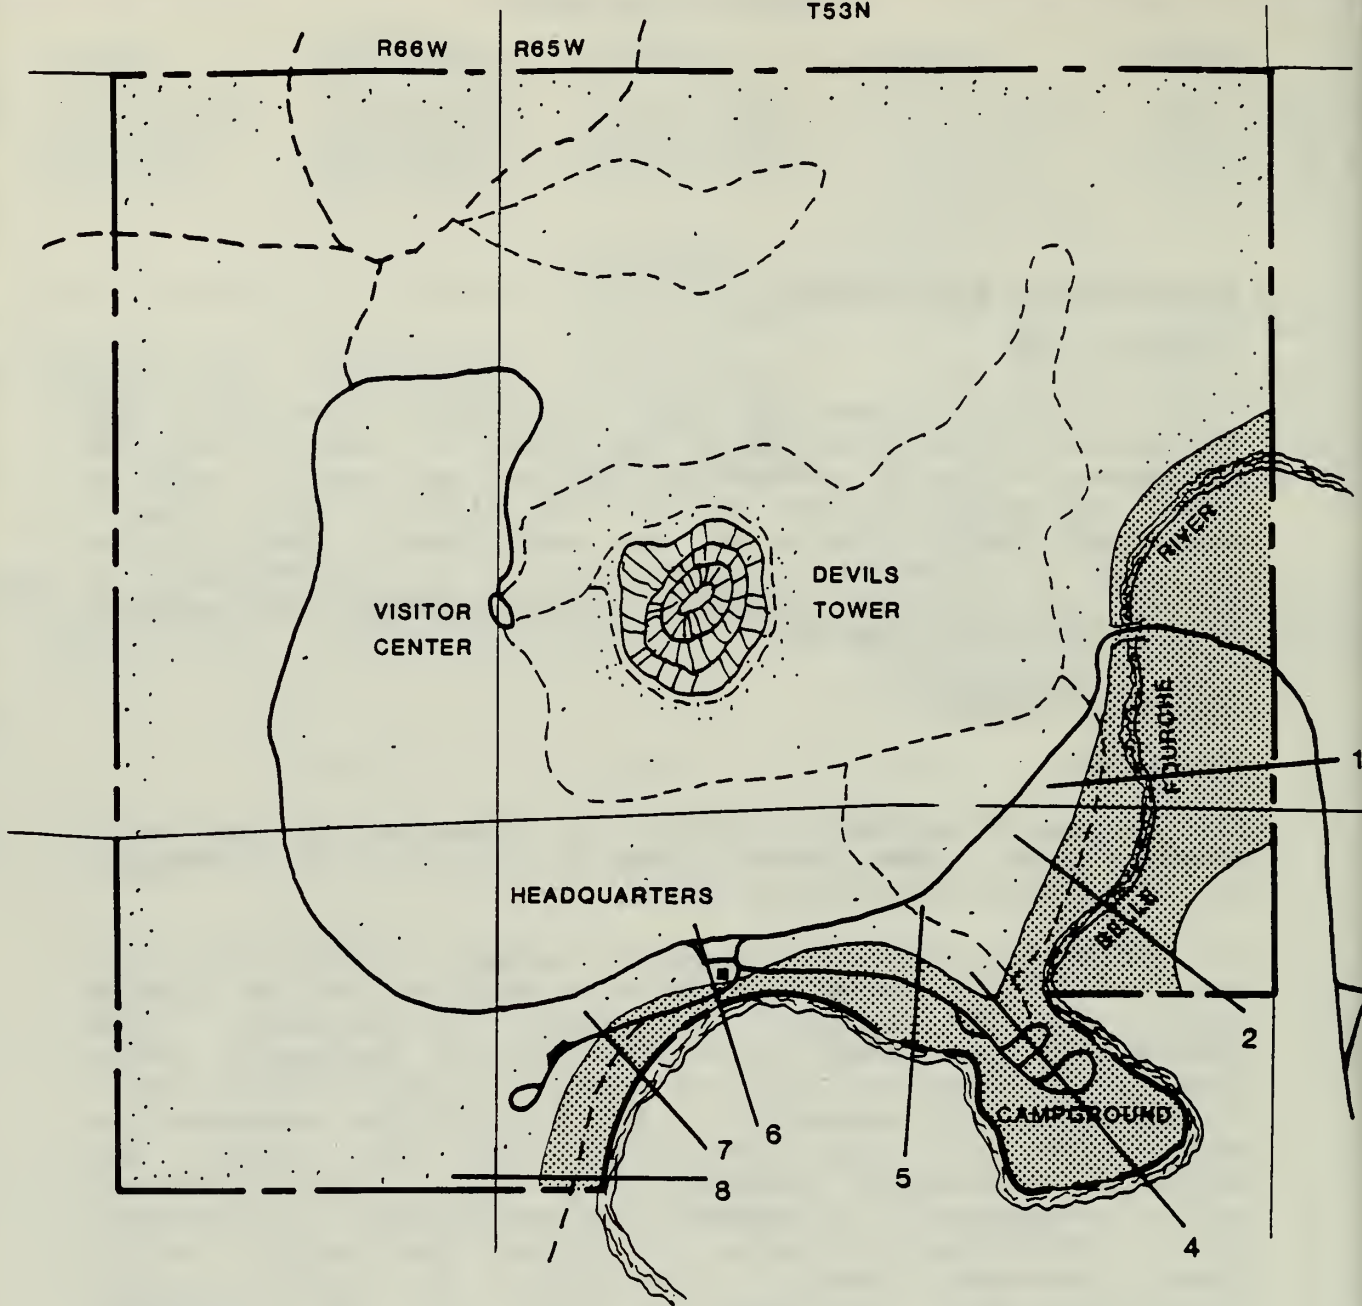 T53N
R66W
R65W
RIVER
DEVILS
TOWER
VISITOR
CENTER
FOURCHE
1
HEADQUARTERS
BELLE
2
CAMPGROUND
6
7
5
8
4